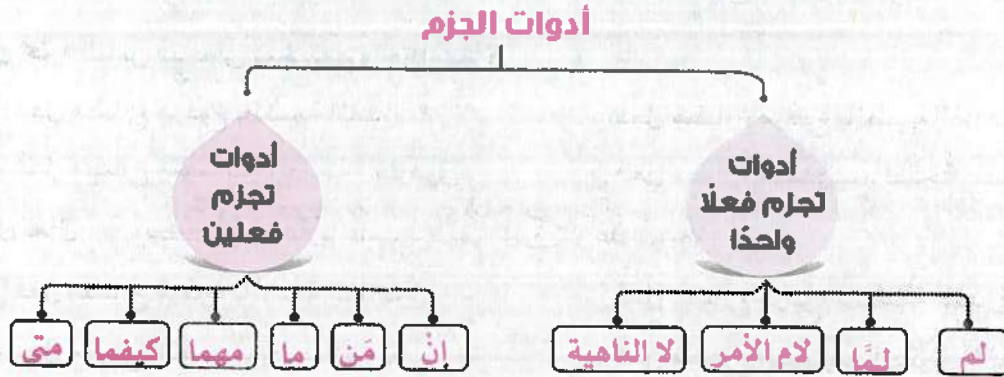 أدوات الجزم
أدوات
تجزم فعلاً
واحدًا
أدوات
تجزم
فعلين
لم
لمَّا
لام الأمر
لا الناهية
إنْ
مَن
ما
مهما
كيفما
متى